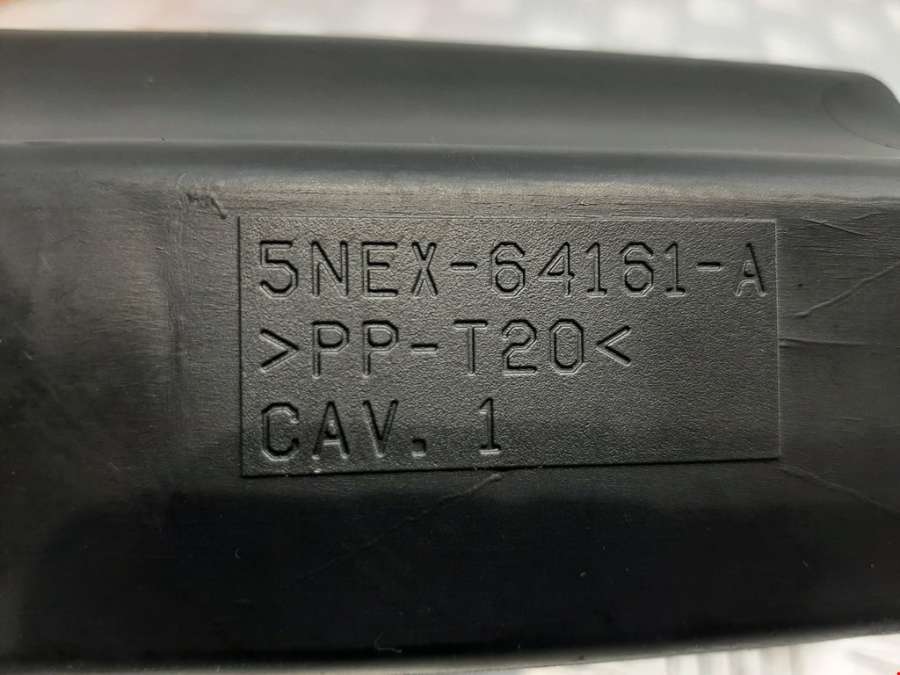 5NEX-64161-A
>PP-T20<
CAV. 1